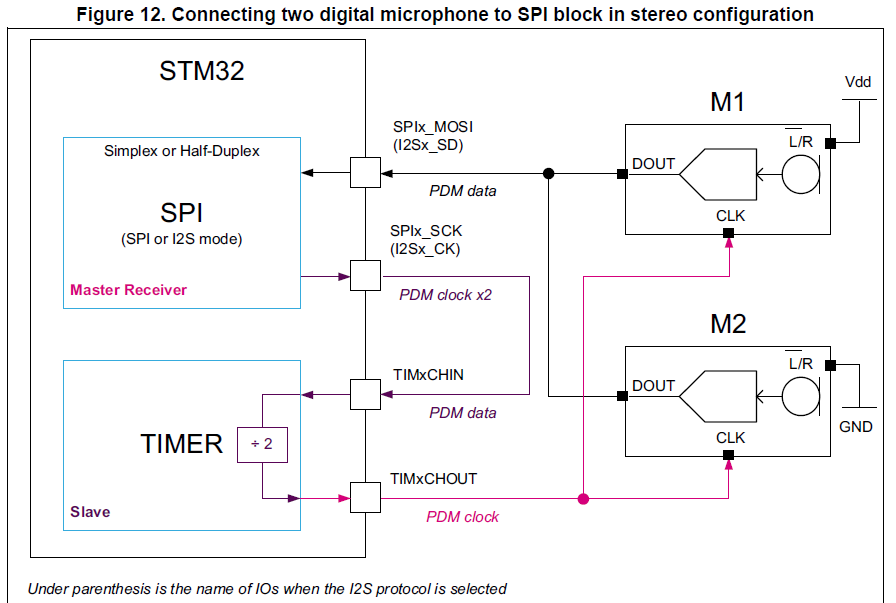 Figure 12. Connecting two digital microphone to SPI block in stereo configuration
STM32
Simplex or Half-Duplex
SPI
(SPI or I2S mode)
Master Receiver
SPIx_MOSI
(I2Sx_SD)
PDM data
SPIx_SCK
(I2Sx_CK)
PDM clock x2
TIMER
÷ 2
Slave
TIMxCHIN
PDM data
TIMxCHOUT
PDM clock
M1
Vdd
L/R
DOUT
CLK
M2
L/R
DOUT
CLK
GND
Under parenthesis is the name of IOs when the I2S protocol is selected